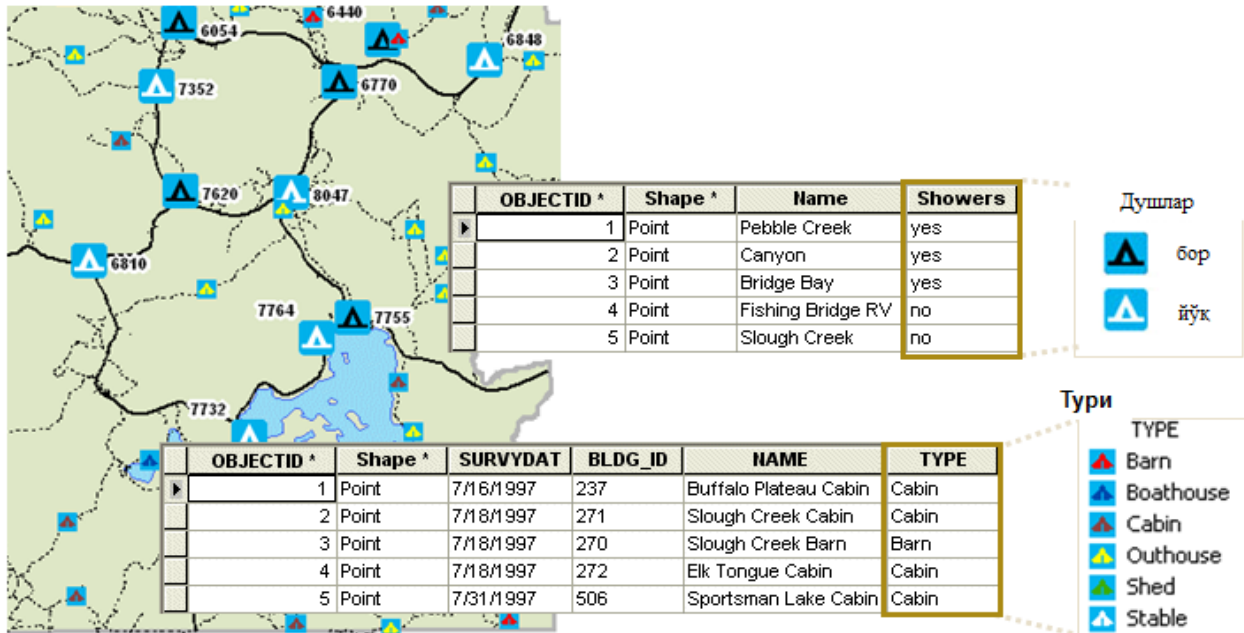 6440
6054
6848
7352
6770
7620
8047
6810
7764
7755
7732
OBJECTID * Shape * Name Showers
1 Point Pebble Creek yes
2 Point Canyon yes
3 Point Bridge Bay yes
4 Point Fishing Bridge RV no
5 Point Slough Creek no
Душлар
бор
йўқ
OBJECTID * Shape * SURVYDAT BLDG_ID NAME TYPE
1 Point 7/16/1997 237 Buffalo Plateau Cabin Cabin
2 Point 7/18/1997 271 Slough Creek Cabin Cabin
3 Point 7/18/1997 270 Slough Creek Barn Barn
4 Point 7/18/1997 272 Elk Tongue Cabin Cabin
5 Point 7/31/1997 506 Sportsman Lake Cabin Cabin
Тури
TYPE
Barn
Boathouse
Cabin
Outhouse
Shed
Stable